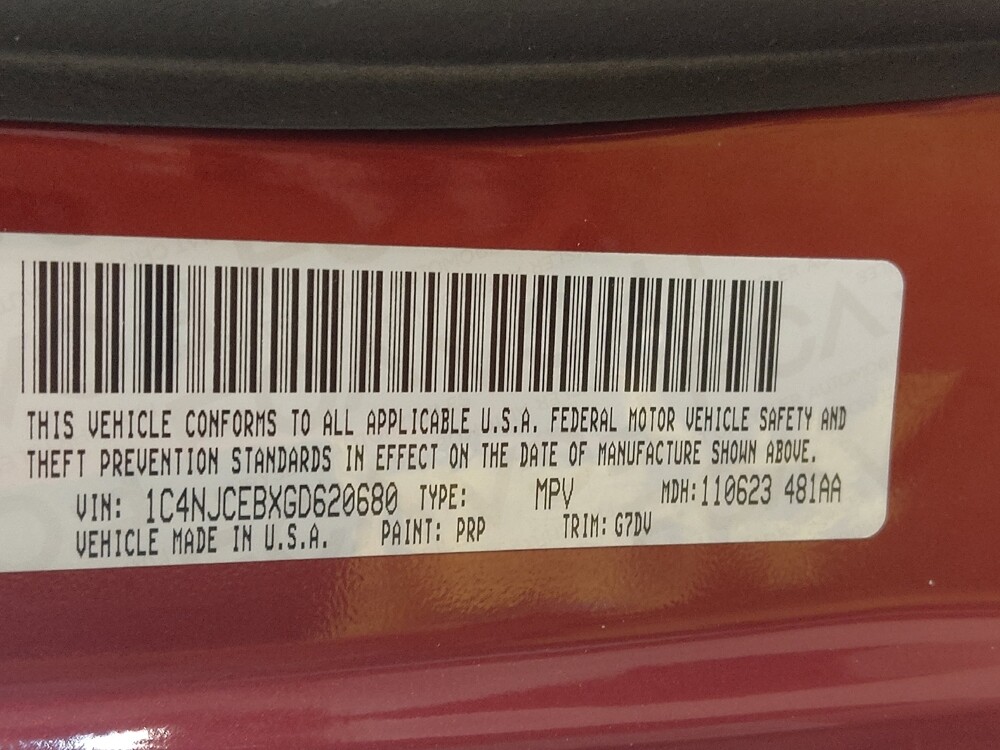 THIS VEHICLE CONFORMS TO ALL APPLICABLE U.S.A. FEDERAL MOTOR VEHICLE SAFETY AND
THEFT PREVENTION STANDARDS IN EFFECT ON THE DATE OF MANUFACTURE SHOWN ABOVE.
VIN: 1C4NJCEBXGD620680 TYPE: MPV MDH: 110623 481AA
VEHICLE MADE IN U.S.A. PAINT: PRP TRIM: G7DV